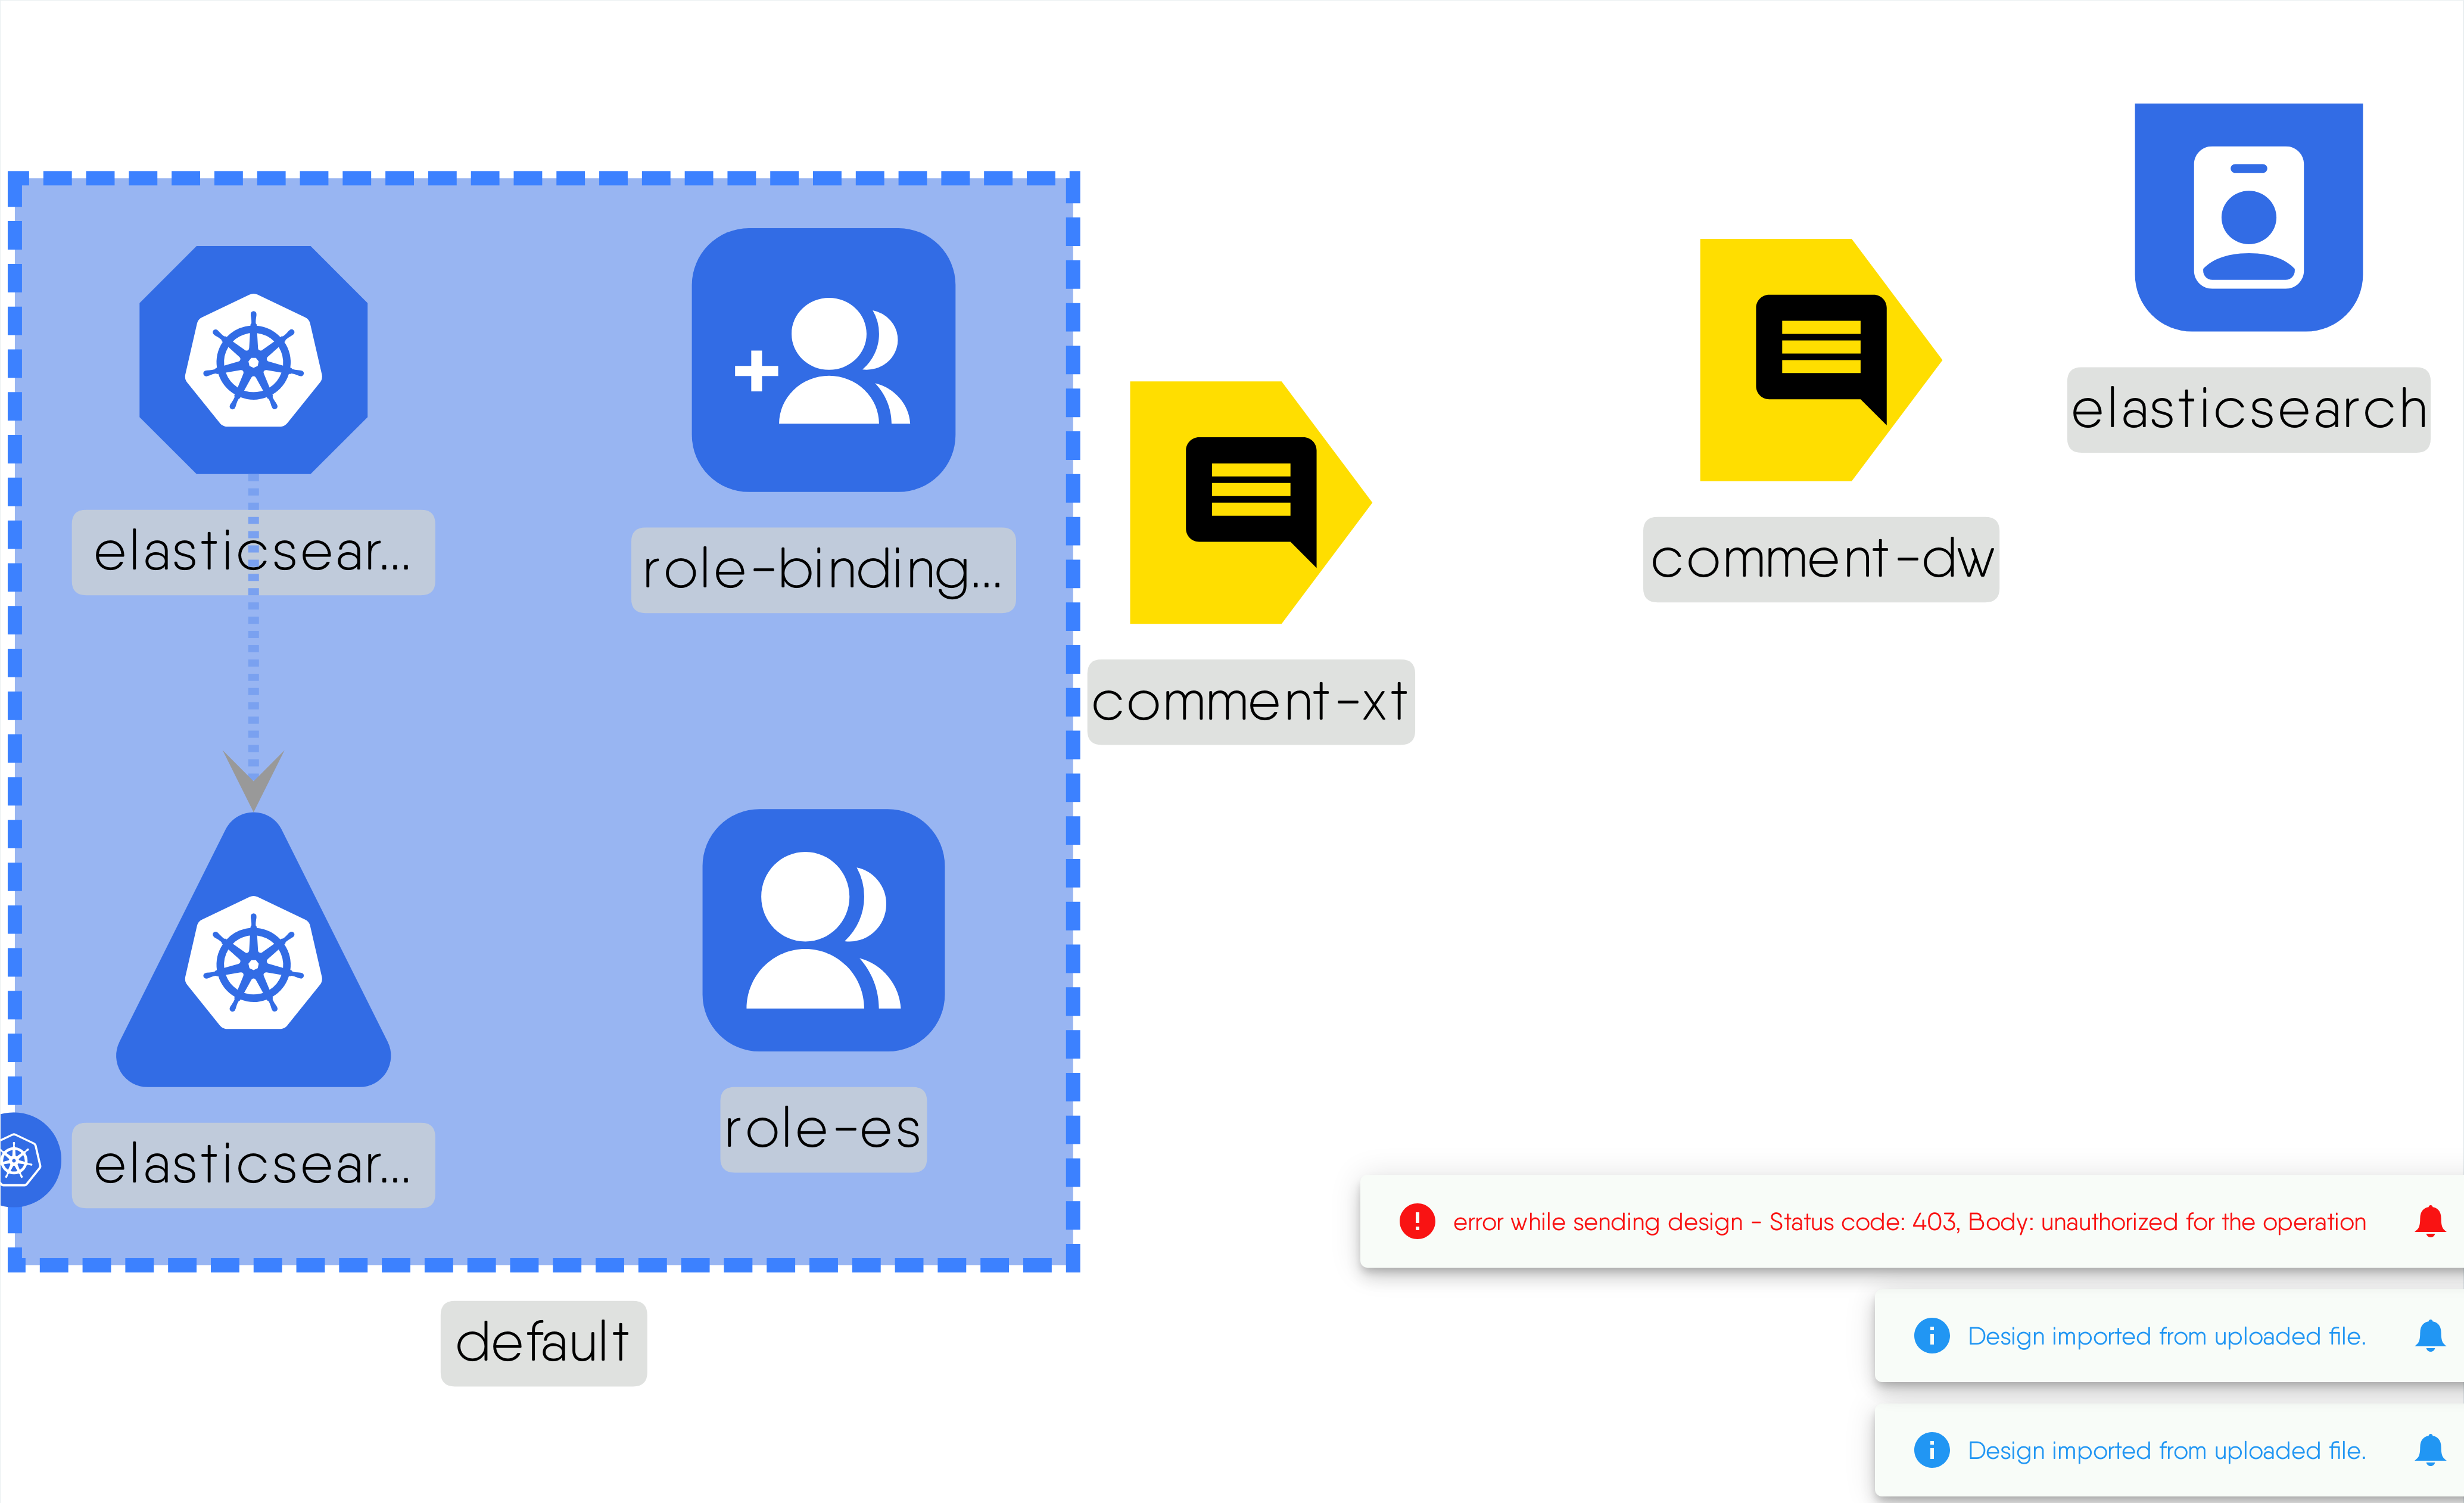 elasticsearch
elasticsear...
role-binding...
comment-dw
comment-xt
elasticsear...
role-es
default
error while sending design - Status code: 403, Body: unauthorized for the operation
Design imported from uploaded file.
Design imported from uploaded file.